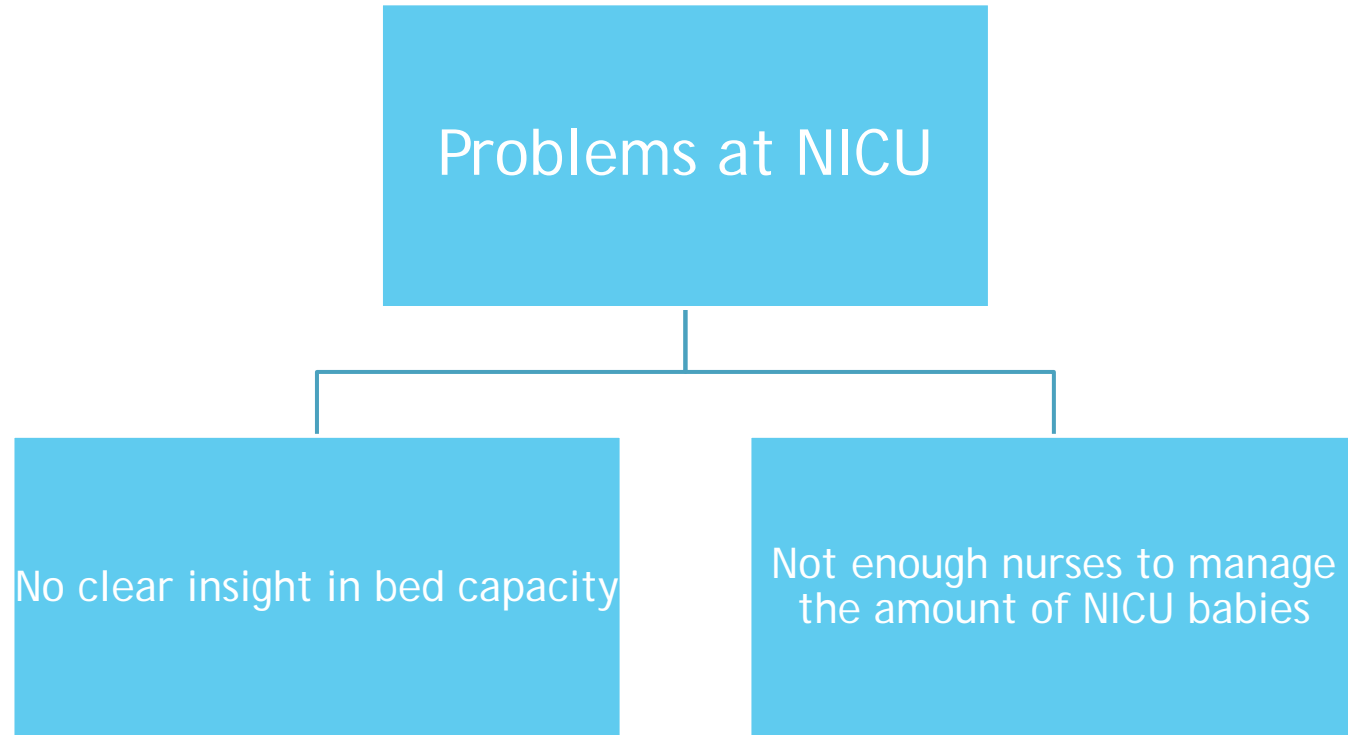 Problems at NICU
No clear insight in bed capacity
Not enough nurses to manage
the amount of NICU babies